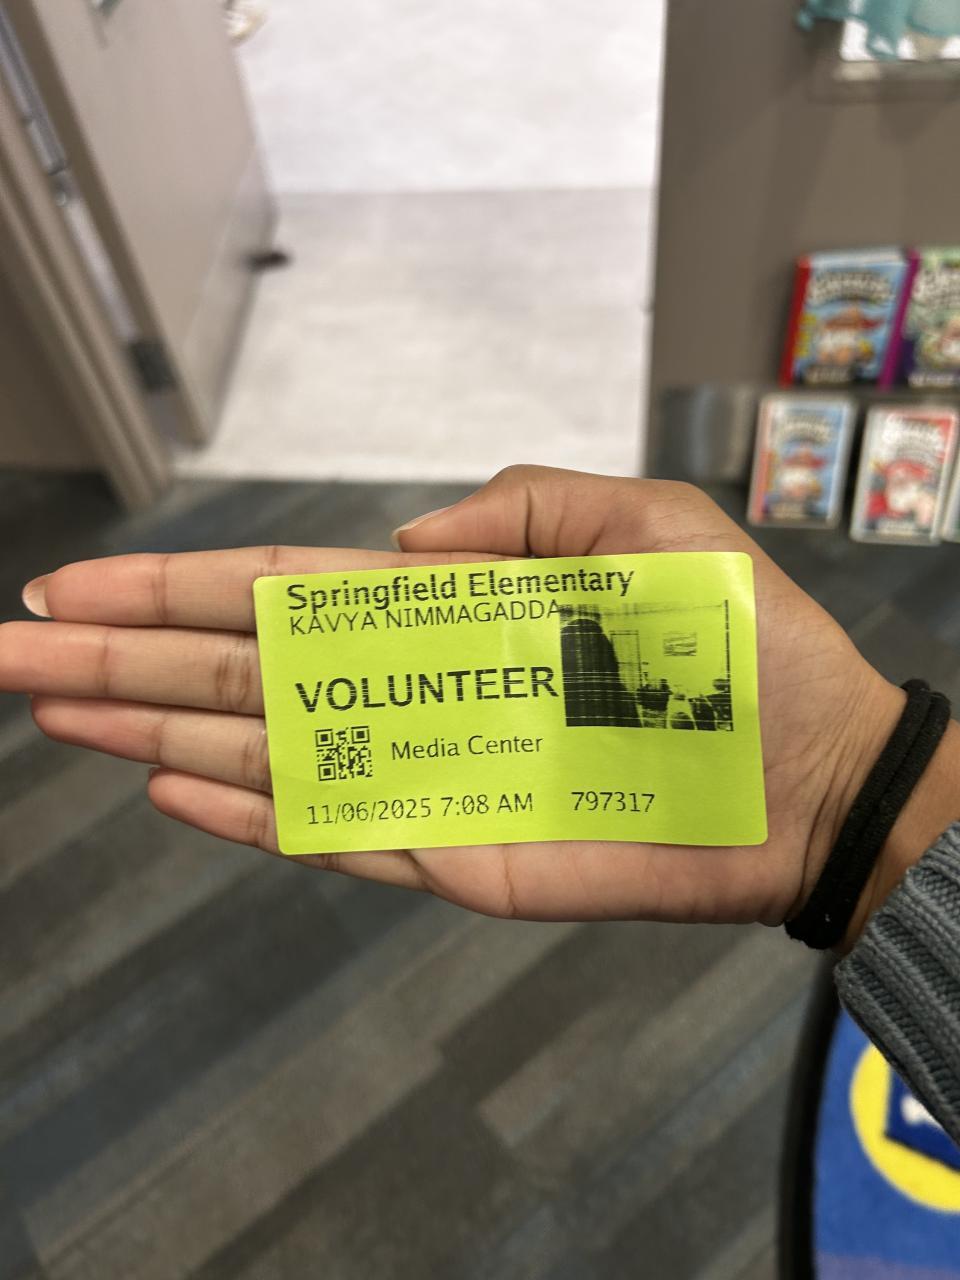 Springfield Elementary
KAVYA NIMMAGADDA
VOLUNTEER
Media Center
11/06/2025 7:08 AM 797317